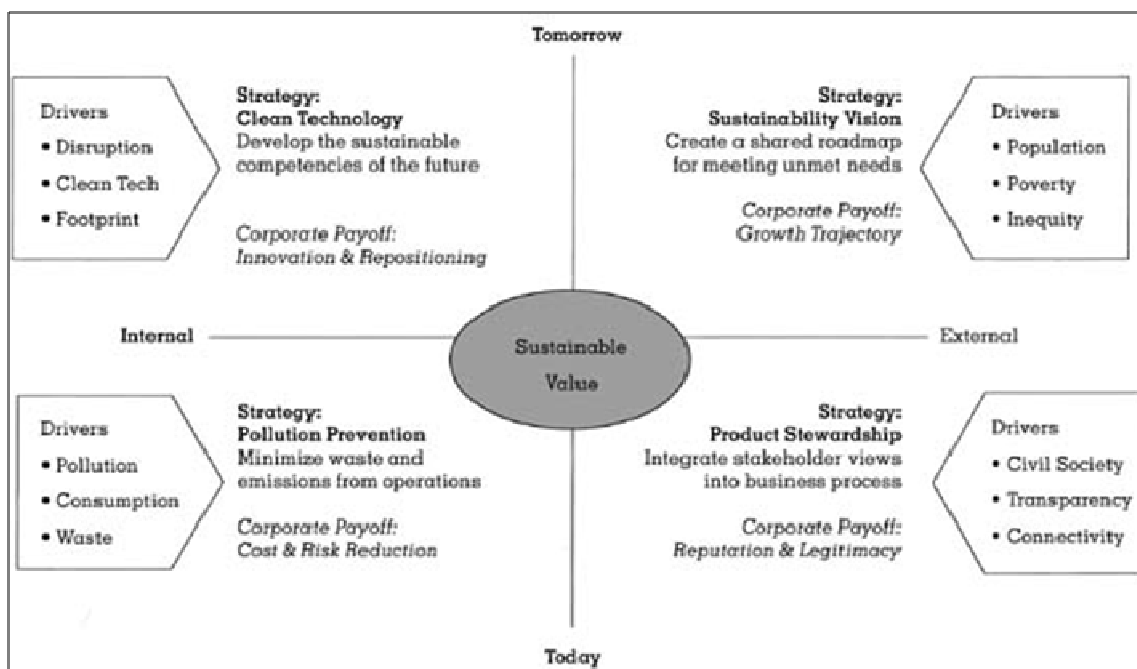 Tomorrow
Drivers
• Disruption
• Clean Tech
• Footprint
Strategy:
Clean Technology
Develop the sustainable
competencies of the future
Corporate Payoff:
Innovation & Repositioning
Strategy:
Sustainability Vision
Create a shared roadmap
for meeting unmet needs
Corporate Payoff:
Growth Trajectory
Drivers
• Population
• Poverty
• Inequity
Internal
Sustainable
Value
External
Drivers
• Pollution
• Consumption
• Waste
Strategy:
Pollution Prevention
Minimize waste and
emissions from operations
Corporate Payoff:
Cost & Risk Reduction
Strategy:
Product Stewardship
Integrate stakeholder views
into business process
Corporate Payoff:
Reputation & Legitimacy
Drivers
• Civil Society
• Transparency
• Connectivity
Today